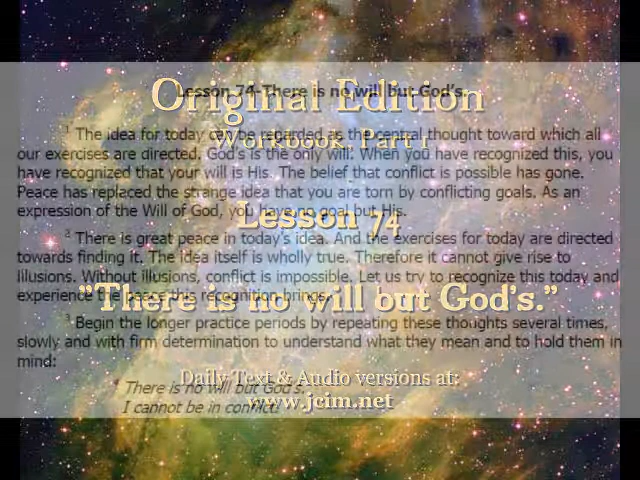 Lesson 74-There is no will but God's.
Original Edition
Workbook, Part I
1 The idea for today can be regarded as the central thought toward which all
our exercises are directed. God's is the only will. When you have recognized this, you
have recognized that your will is His. The belief that conflict is possible has gone.
Peace has replaced the strange idea that you are torn by conflicting goals. As an
expression of the Will of God, you have no goal but His.
Lesson 74
2 There is great peace in today's idea. And the exercises for today are directed
towards finding it. The idea itself is wholly true. Therefore it cannot give rise to
illusions. Without illusions, conflict is impossible. Let us try to recognize this today and
experience the peace this recognition brings.
"There is no will but God's."
3 Begin the longer practice periods by repeating these thoughts several times,
slowly and with firm determination to understand what they mean and to hold them in
mind:
Daily Text & Audio versions at:
4 There is no will but God's.
www.jcim.net
I cannot be in conflict.